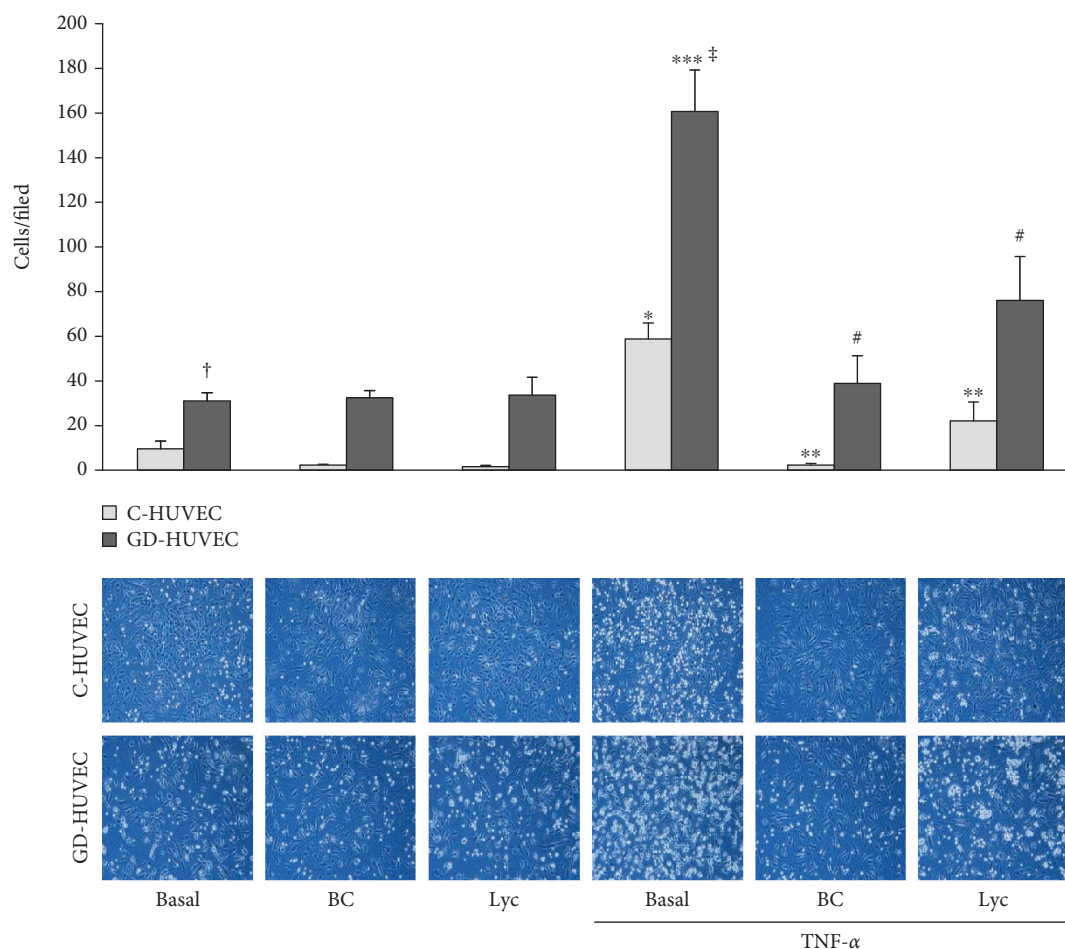 200
180
160
140
120
100
80
60
40
20
0
Cells/filed
†
*
*** ‡
**
#
**
#
C-HUVEC
GD-HUVEC
C-HUVEC
GD-HUVEC
Basal BC Lyc Basal BC Lyc
TNF-α